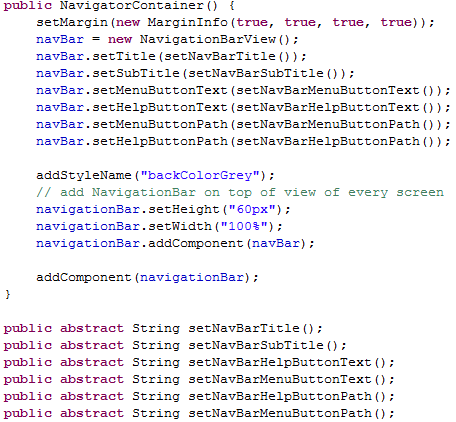 public NavigatorContainer() {
    setMargin(new MarginInfo(true, true, true, true));
    navBar = new NavigationBarView();
    navBar.setTitle(setNavBarTitle());
    navBar.setSubTitle(setNavBarSubTitle());
    navBar.setMenuButtonText(setNavBarMenuButtonText());
    navBar.setHelpButtonText(setNavBarHelpButtonText());
    navBar.setMenuButtonPath(setNavBarMenuButtonPath());
    navBar.setHelpButtonPath(setNavBarHelpButtonPath());

    addStyleName("backColorGrey");
    // add NavigationBar on top of view of every screen
    navigationBar.setHeight("60px");
    navigationBar.setWidth("100%");
    navigationBar.addComponent(navBar);

    addComponent(navigationBar);
}

public abstract String setNavBarTitle();
public abstract String setNavBarSubTitle();
public abstract String setNavBarHelpButtonText();
public abstract String setNavBarMenuButtonText();
public abstract String setNavBarHelpButtonPath();
public abstract String setNavBarMenuButtonPath();